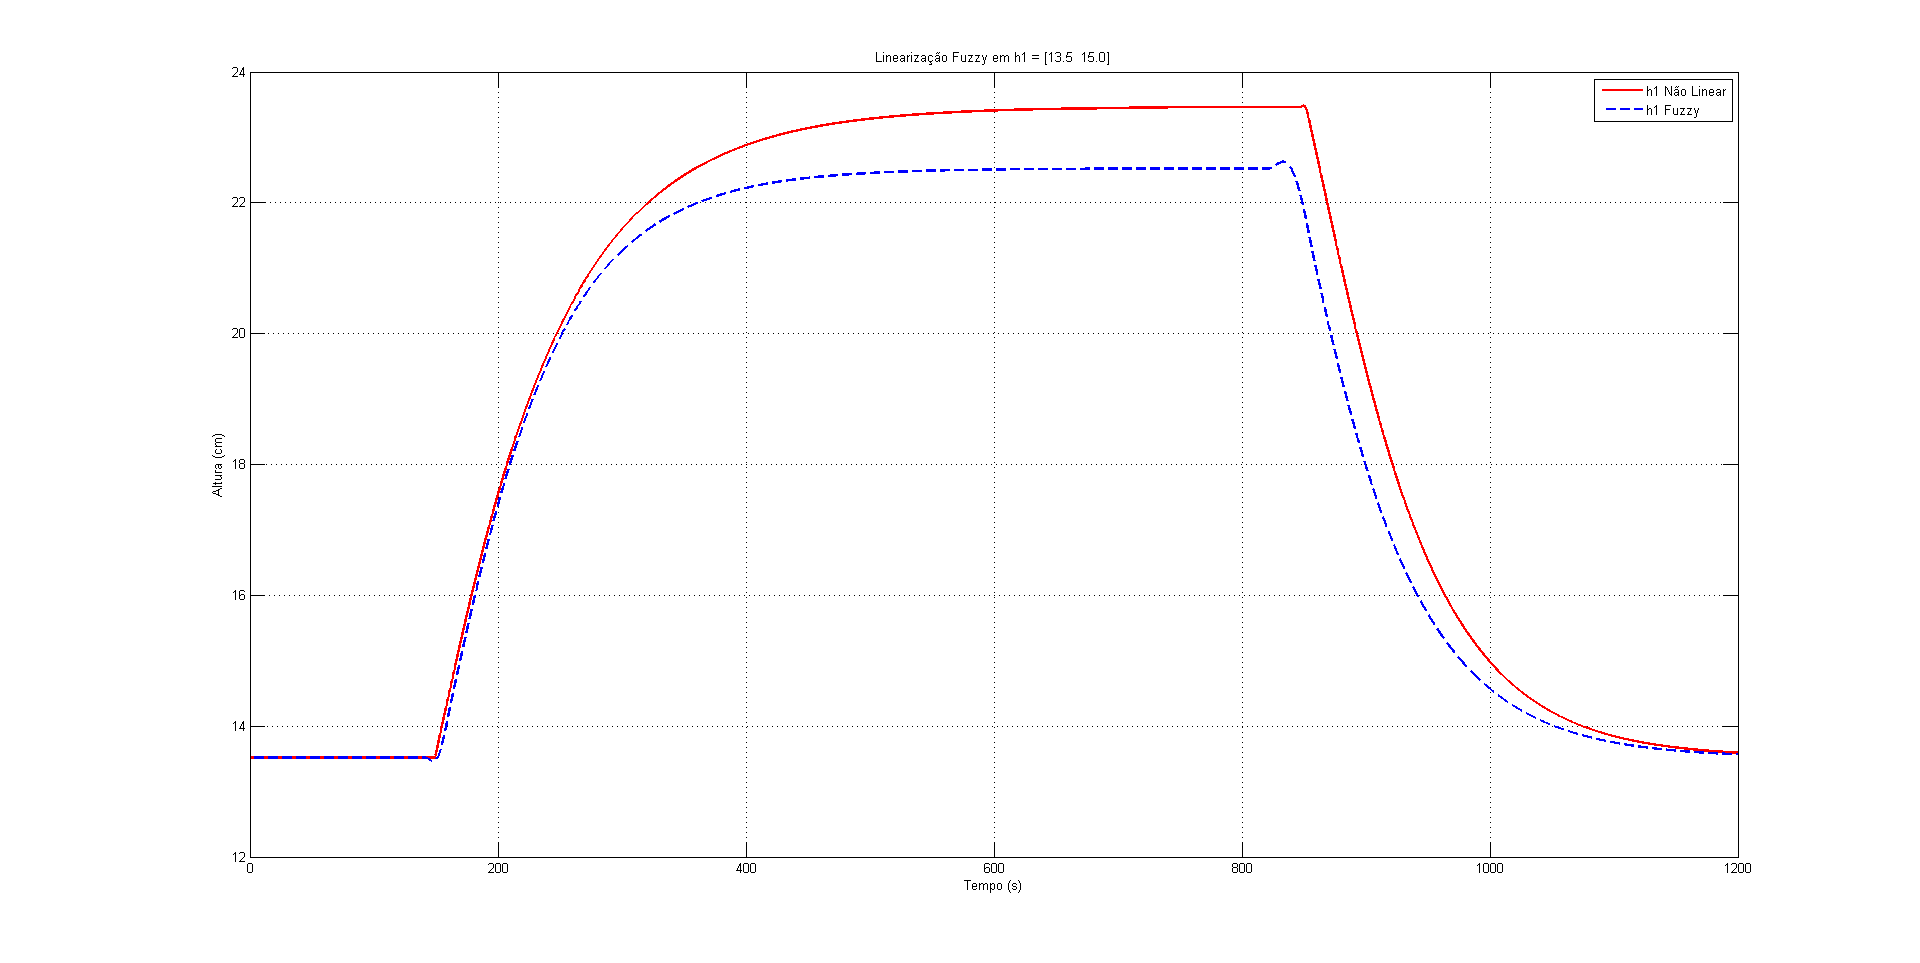 Linearização Fuzzy em h1 = [13.5  15.0]
24
h1 Não Linear
h1 Fuzzy
22
20
18
Altura (cm)
16
14
12
0 200 400 600 800 1000 1200
Tempo (s)